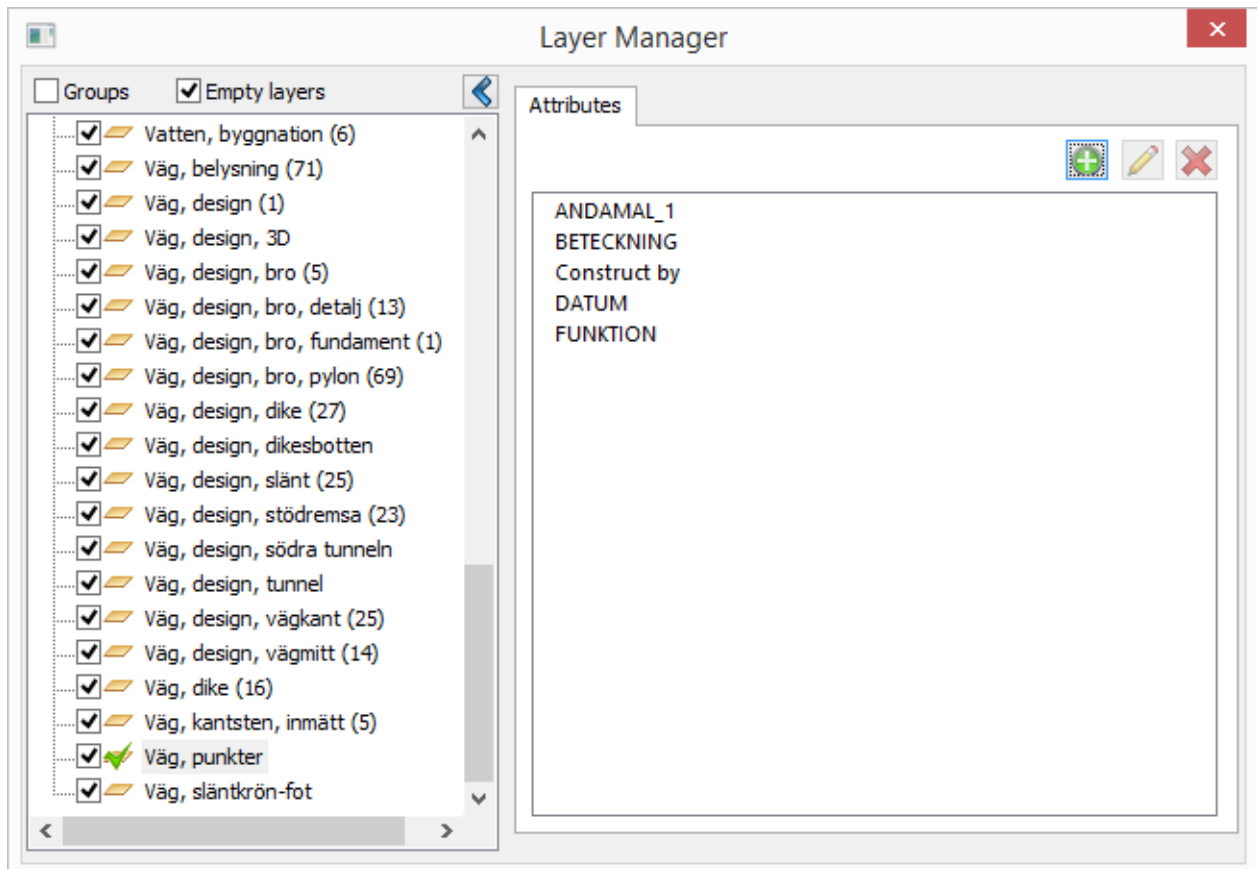 Layer Manager
Groups
Empty layers
Vatten, byggnation (6)
Väg, belysning (71)
Väg, design (1)
Väg, design, 3D
Väg, design, bro (5)
Väg, design, bro, detalj (13)
Väg, design, bro, fundament (1)
Väg, design, bro, pylon (69)
Väg, design, dike (27)
Väg, design, dikesbotten
Väg, design, slänt (25)
Väg, design, stödremsa (23)
Väg, design, södra tunneln
Väg, design, tunnel
Väg, design, vägkant (25)
Väg, design, vägmitt (14)
Väg, dike (16)
Väg, kantsten, inmätt (5)
Väg, punkter
Väg, släntkrön-fot
Attributes
ANDAMAL_1
BETECKNING
Construct by
DATUM
FUNKTION